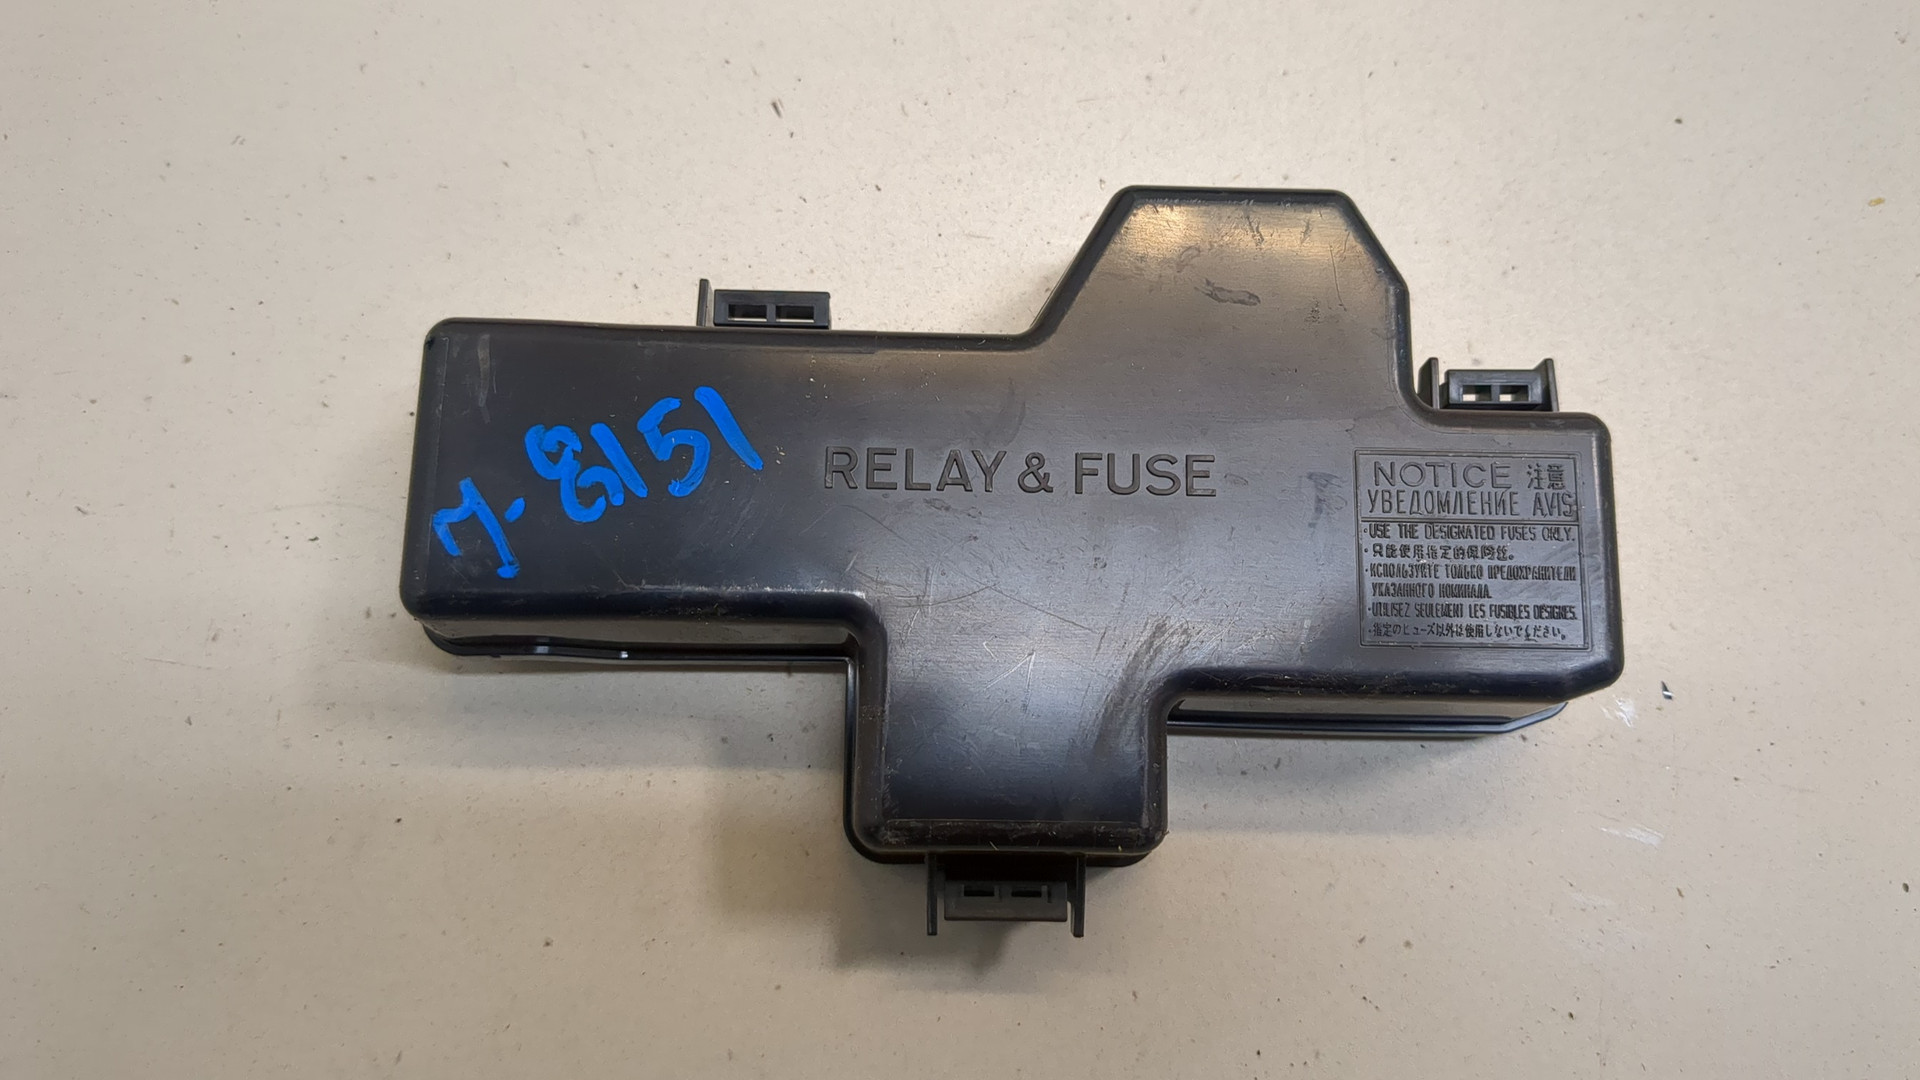 7-8151
RELAY & FUSE
NOTICE 注意
УВЕДОМЛЕНИЕ AVIS
·USE THE DESIGNATED FUSES ONLY.
·只能使用指定的保险丝。
·ИСПОЛЬЗУЙТЕ ТОЛЬКО ПРЕДОХРАНИТЕЛИ
УКАЗАННОГО НОМИНАЛА.
·UTILISEZ SEULEMENT LES FUSIBLES DÉSIGNÉS.
·指定のヒューズ以外は使用しないでください。